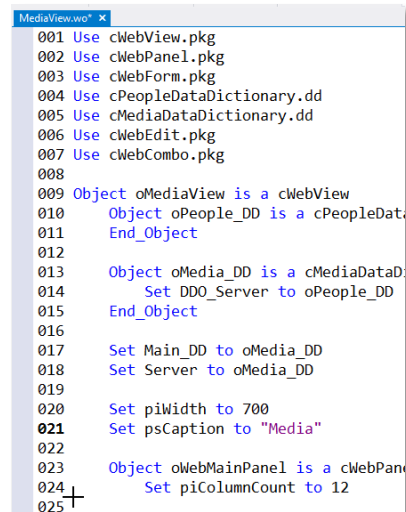 MediaView.wo* ×
001 Use cWebView.pkg
002 Use cWebPanel.pkg
003 Use cWebForm.pkg
004 Use cPeopleDataDictionary.dd
005 Use cMediaDataDictionary.dd
006 Use cWebEdit.pkg
007 Use cWebCombo.pkg
008
009 Object oMediaView is a cWebView
010     Object oPeople_DD is a cPeopleData
011     End_Object
012
013     Object oMedia_DD is a cMediaDataDi
014         Set DDO_Server to oPeople_DD
015     End_Object
016
017     Set Main_DD to oMedia_DD
018     Set Server to oMedia_DD
019
020     Set piWidth to 700
021     Set psCaption to "Media"
022
023     Object oWebMainPanel is a cWebPane
024         Set piColumnCount to 12
025